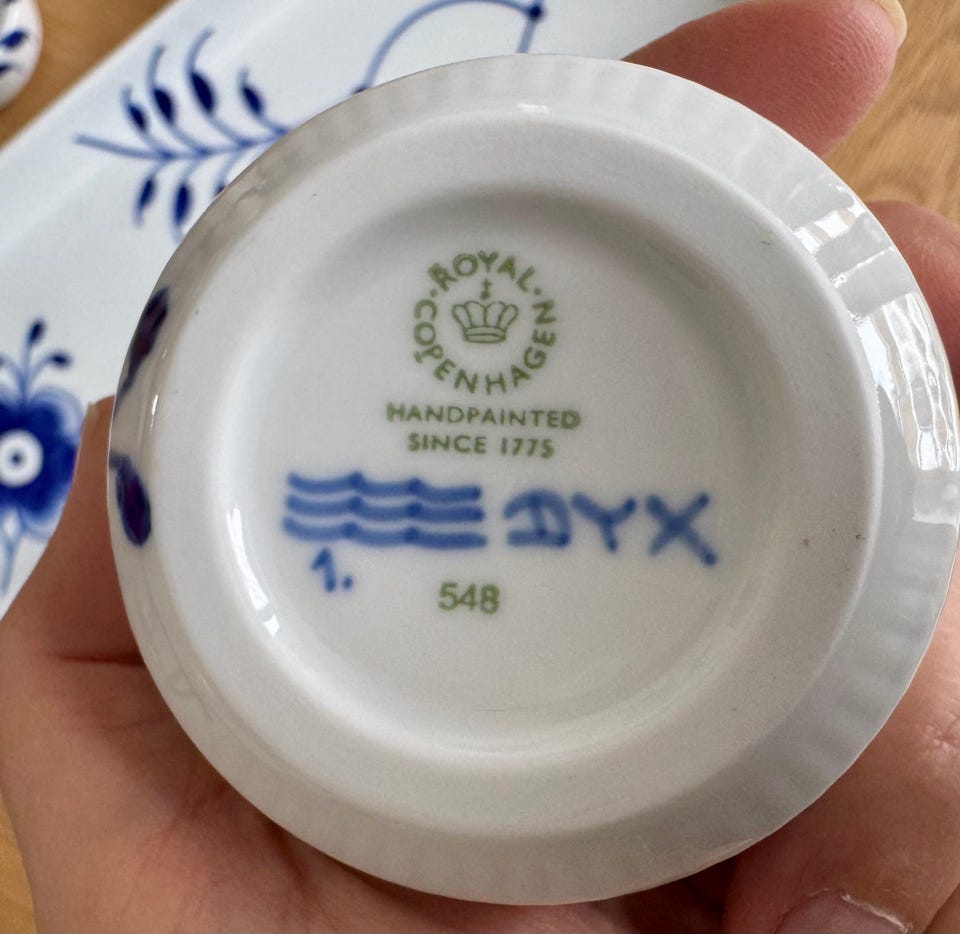 ROYAL · COPENHAGEN ·
HANDPAINTED
SINCE 1775
DYX
1.
548